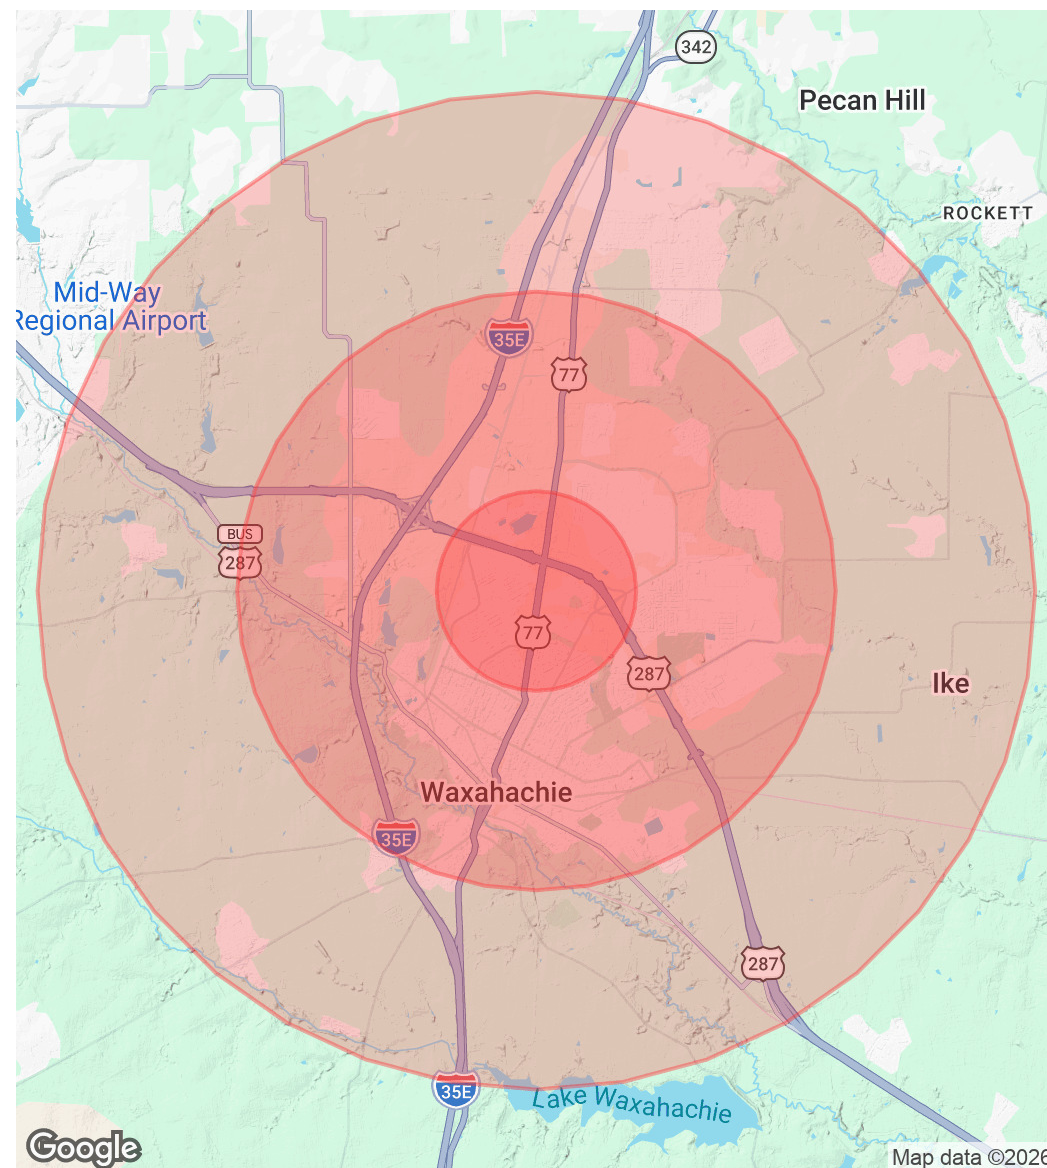 342
Pecan Hill
ROCKETT
Mid-Way
Regional Airport
35E
77
BUS
287
77
287
Ike
Waxahachie
35E
287
35E
Lake Waxahachie
Google
Map data ©2026